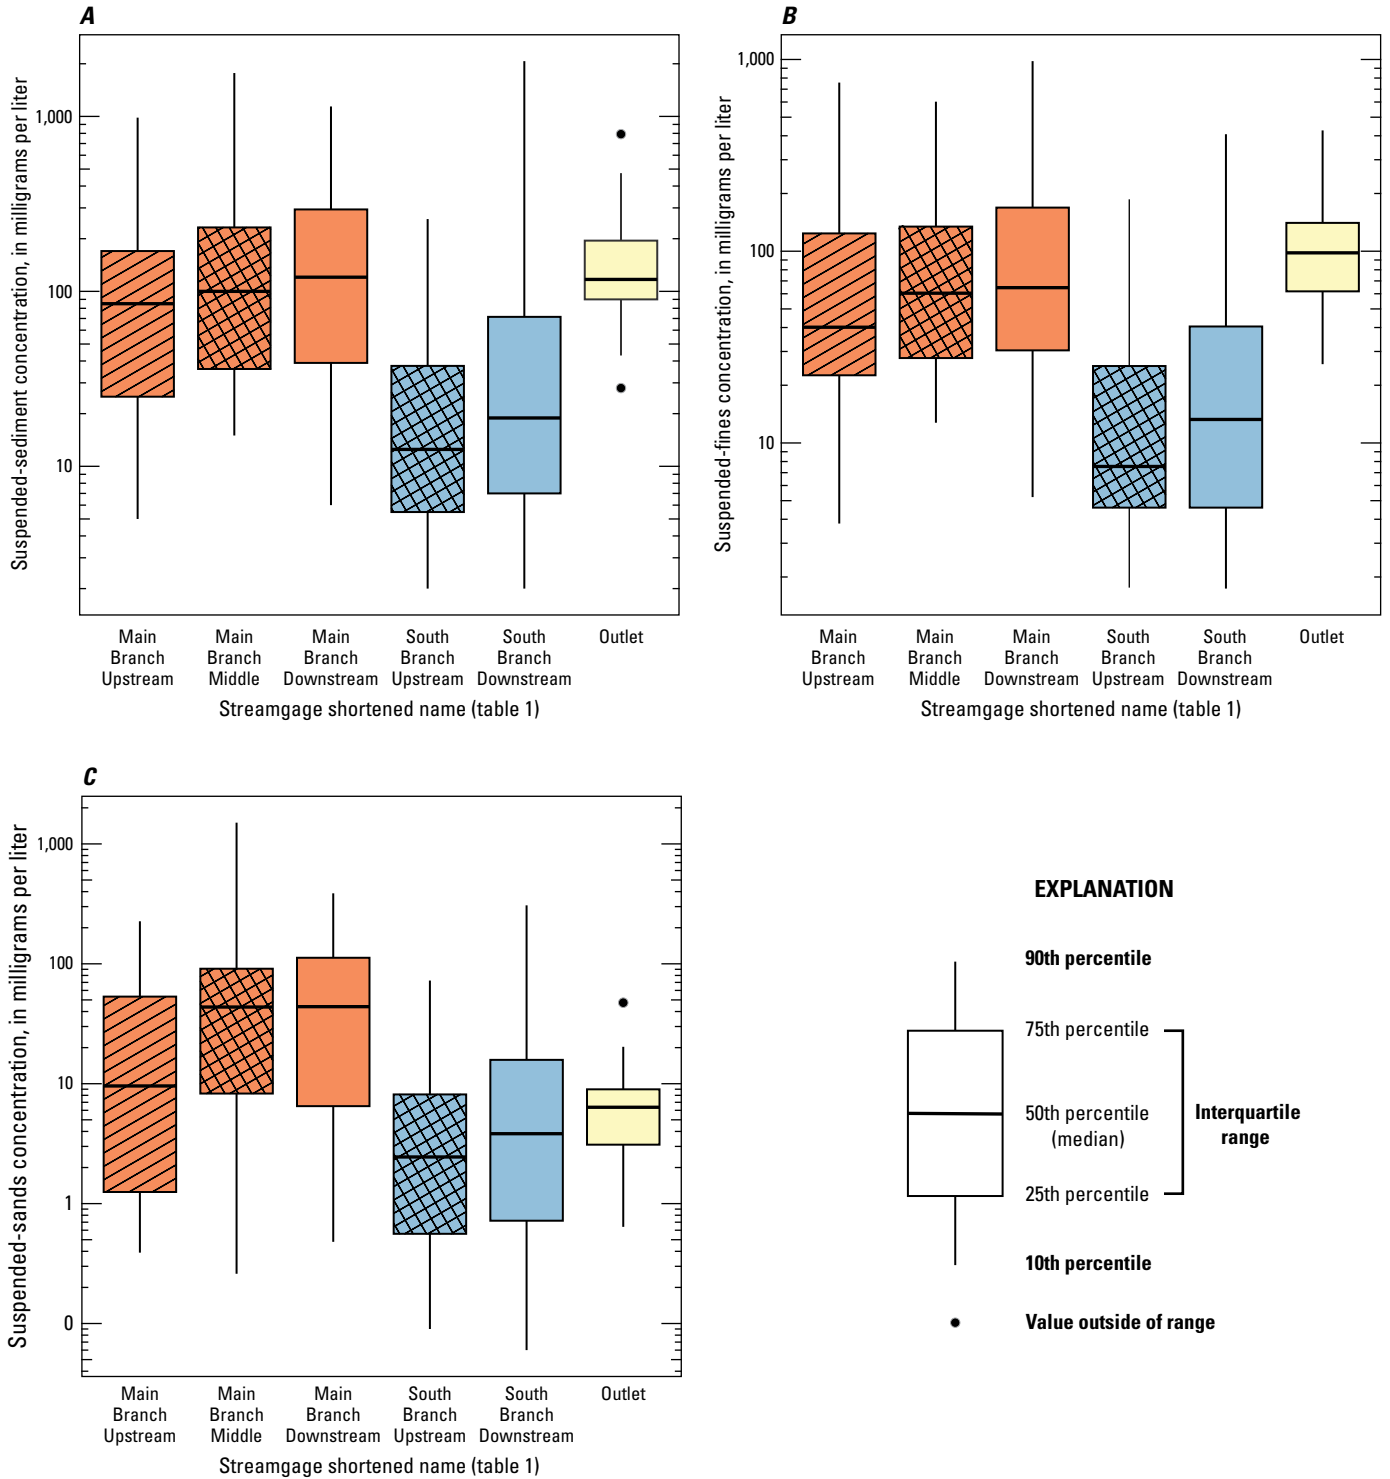 A
Suspended-sediment concentration, in milligrams per liter
1,000
100
10
Main Branch Upstream
Main Branch Middle
Main Branch Downstream
South Branch Upstream
South Branch Downstream
Outlet
Streamgage shortened name (table 1)
B
Suspended-fines concentration, in milligrams per liter
1,000
100
10
Main Branch Upstream
Main Branch Middle
Main Branch Downstream
South Branch Upstream
South Branch Downstream
Outlet
Streamgage shortened name (table 1)
C
Suspended-sands concentration, in milligrams per liter
1,000
100
10
1
0
Main Branch Upstream
Main Branch Middle
Main Branch Downstream
South Branch Upstream
South Branch Downstream
Outlet
Streamgage shortened name (table 1)
EXPLANATION
90th percentile
75th percentile
50th percentile
(median)
Interquartile
range
25th percentile
10th percentile
Value outside of range